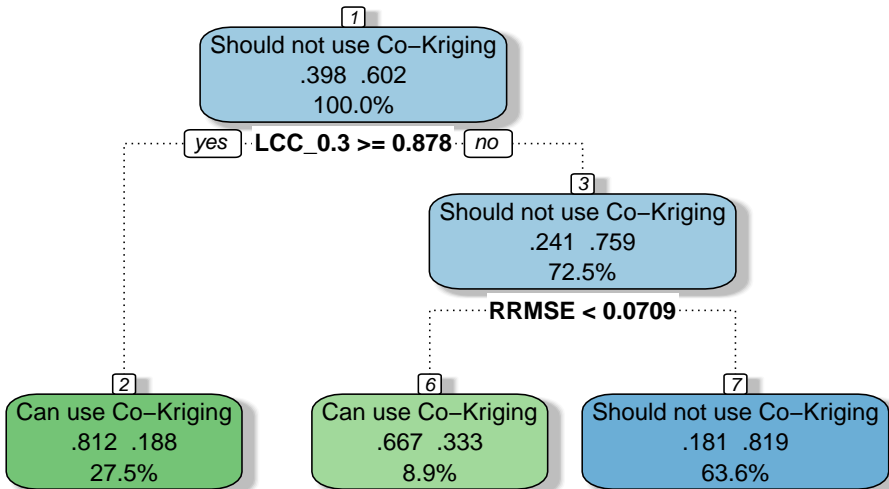 1
Should not use Co−Kriging
.398 .602
100.0%
yes LCC_0.3 >= 0.878 no
3
Should not use Co−Kriging
.241 .759
72.5%
RRMSE < 0.0709
2
Can use Co−Kriging
.812 .188
27.5%
6
Can use Co−Kriging
.667 .333
8.9%
7
Should not use Co−Kriging
.181 .819
63.6%